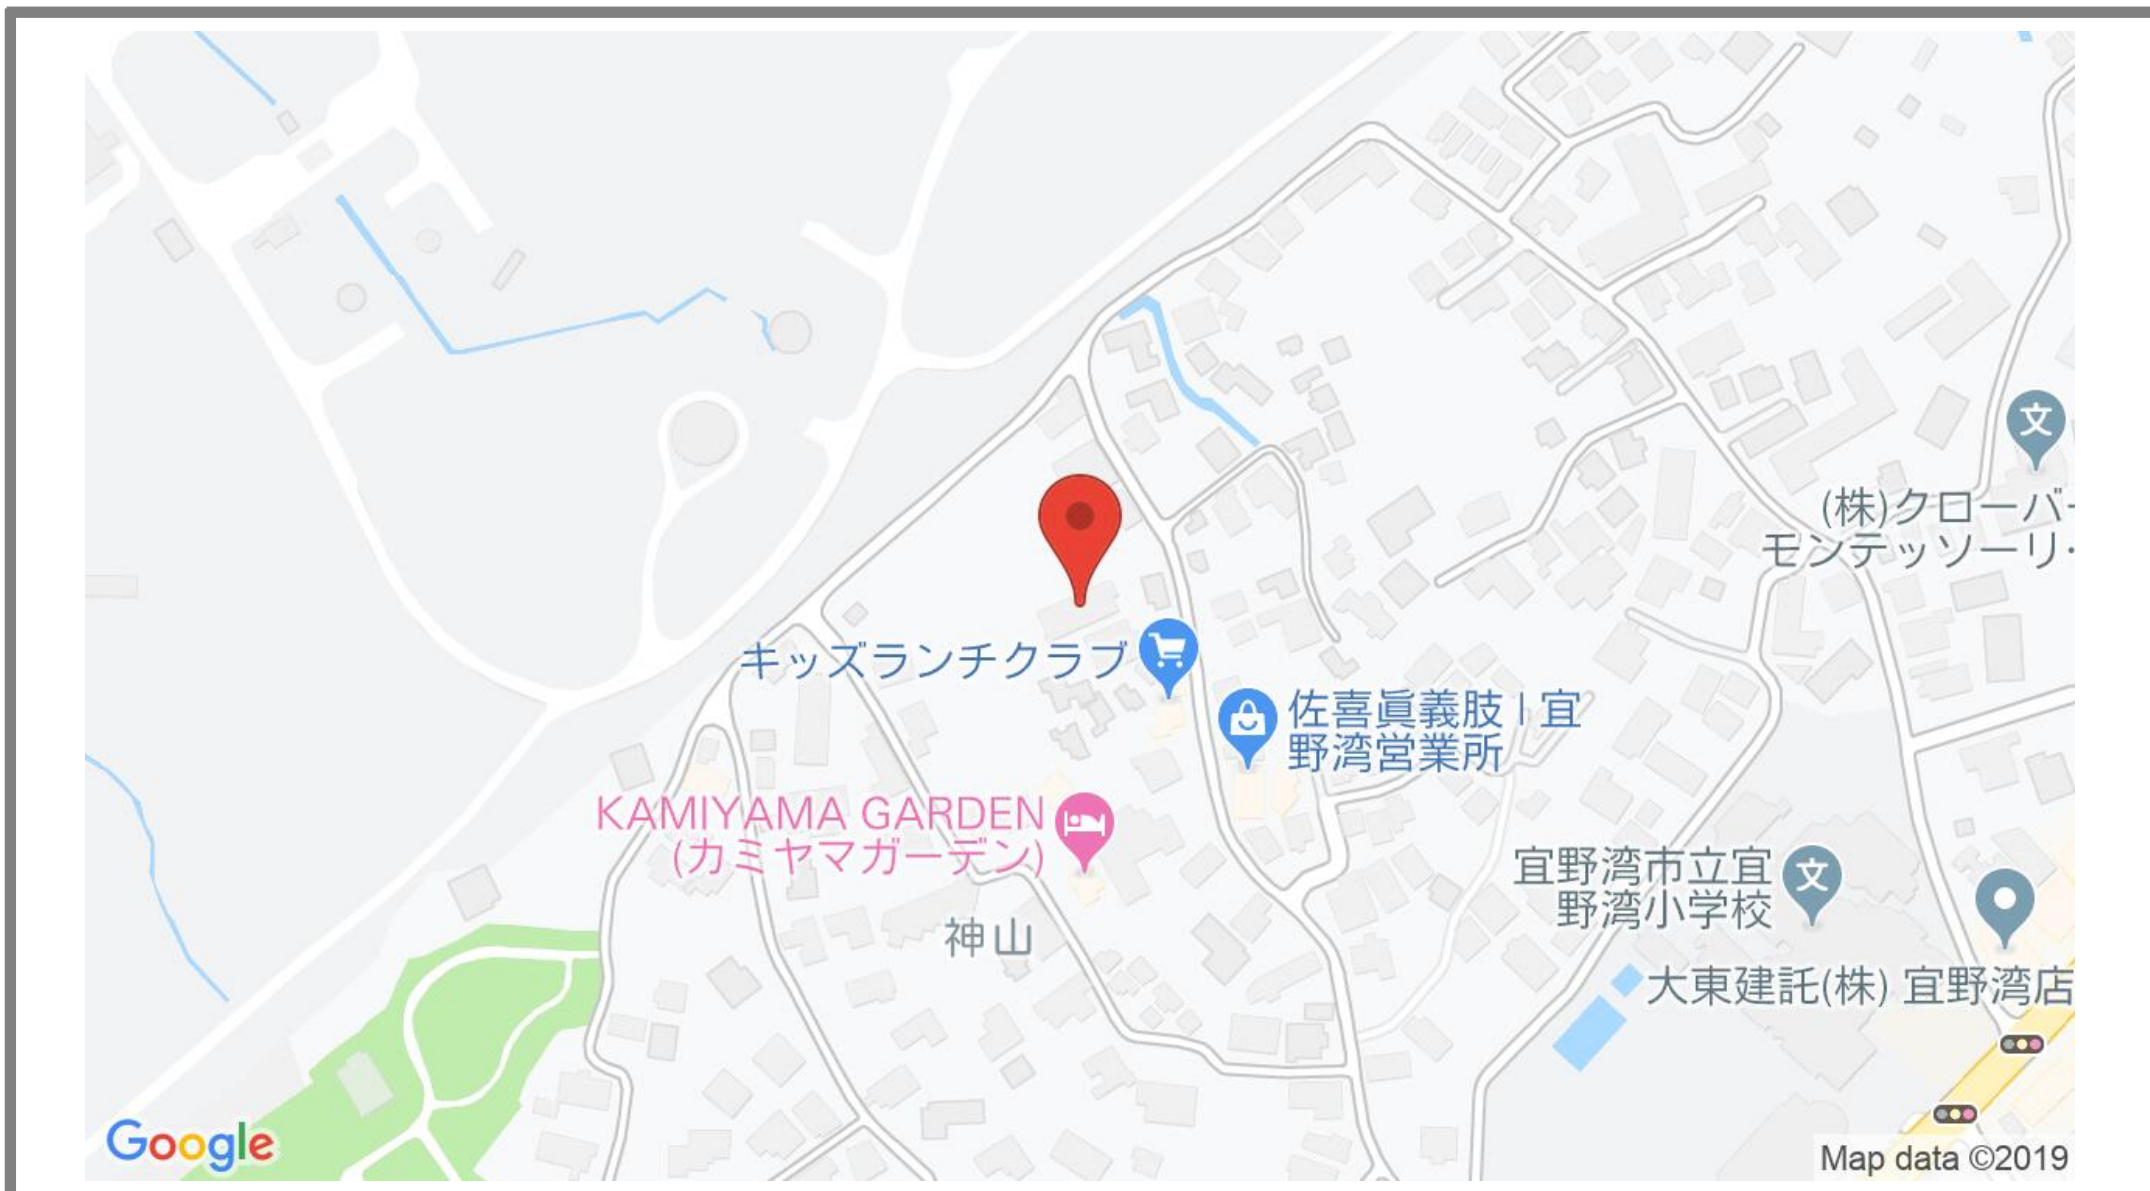 (株)クローバー
モンテッソーリ・
キッズランチクラブ
佐喜眞義肢 | 宜
野湾営業所
KAMIYAMA GARDEN
(カミヤマガーデン)
宜野湾市立宜
野湾小学校
神山
大東建託(株) 宜野湾店
Google
Map data ©2019
文
文